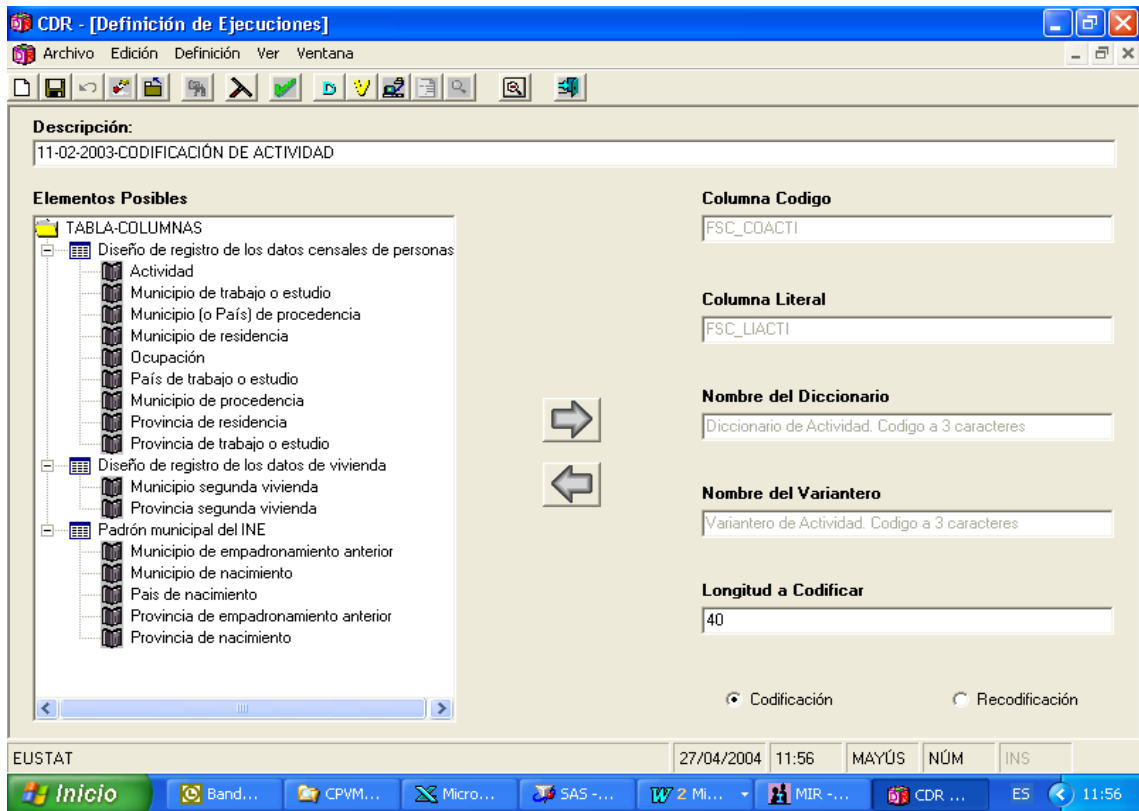 CDR - [Definición de Ejecuciones]
Archivo Edición Definición Ver Ventana
Descripción:
11-02-2003-CODIFICACIÓN DE ACTIVIDAD
Elementos Posibles
TABLA-COLUMNAS
Diseño de registro de los datos censales de personas
Actividad
Municipio de trabajo o estudio
Municipio (o País) de procedencia
Municipio de residencia
Ocupación
País de trabajo o estudio
Municipio de procedencia
Provincia de residencia
Provincia de trabajo o estudio
Diseño de registro de los datos de vivienda
Municipio segunda vivienda
Provincia segunda vivienda
Padrón municipal del INE
Municipio de empadronamiento anterior
Municipio de nacimiento
Pais de nacimiento
Provincia de empadronamiento anterior
Provincia de nacimiento
Columna Codigo
FSC_COACTI
Columna Literal
FSC_LIACTI
Nombre del Diccionario
Diccionario de Actividad. Codigo a 3 caracteres
Nombre del Variantero
Variantero de Actividad. Codigo a 3 caracteres
Longitud a Codificar
40
Codificación Recodificación
EUSTAT 27/04/2004 11:56 MAYÚS NÚM INS
Inicio Band... CPVM... Micro... SAS -... 2 Mi... MIR -... CDR ... ES 11:56